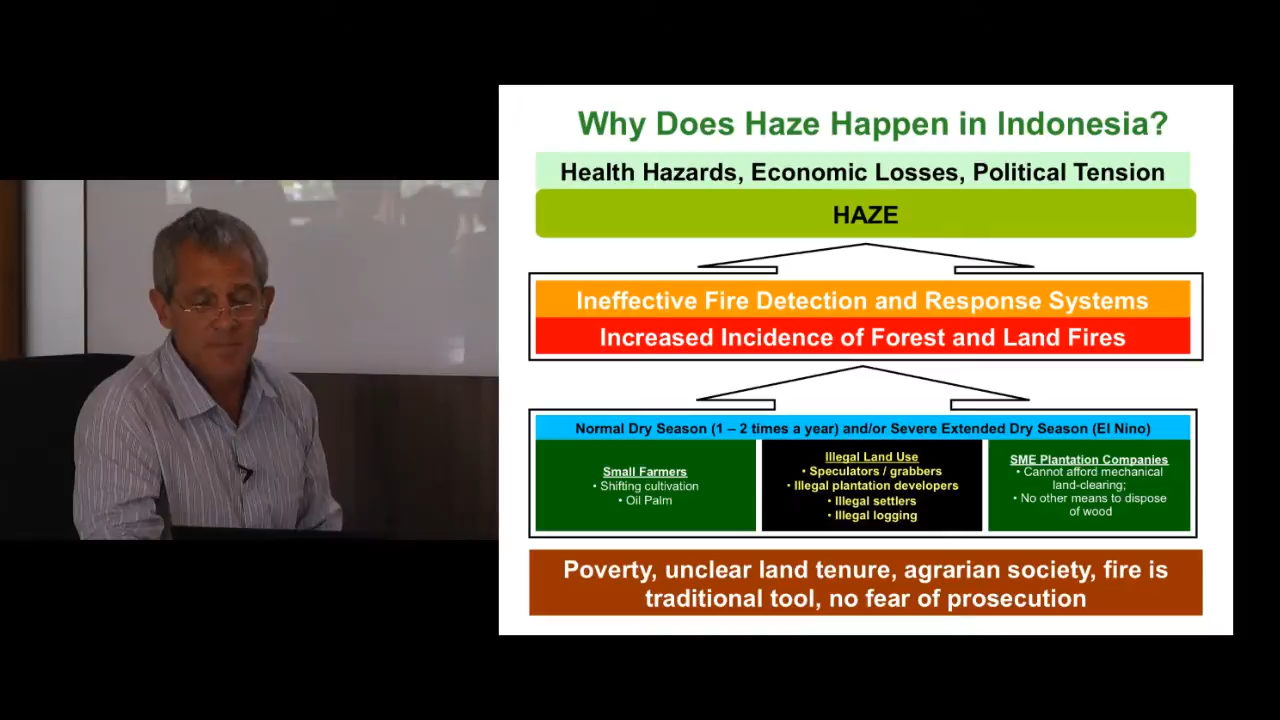 Why Does Haze Happen in Indonesia?
Health Hazards, Economic Losses, Political Tension
HAZE
Ineffective Fire Detection and Response Systems
Increased Incidence of Forest and Land Fires
Normal Dry Season (1 – 2 times a year) and/or Severe Extended Dry Season (El Nino)
Small Farmers
• Shifting cultivation
• Oil Palm
Illegal Land Use
• Speculators / grabbers
• Illegal plantation developers
• Illegal settlers
• Illegal logging
SME Plantation Companies
• Cannot afford mechanical
land-clearing;
• No other means to dispose
of wood
Poverty, unclear land tenure, agrarian society, fire is
traditional tool, no fear of prosecution